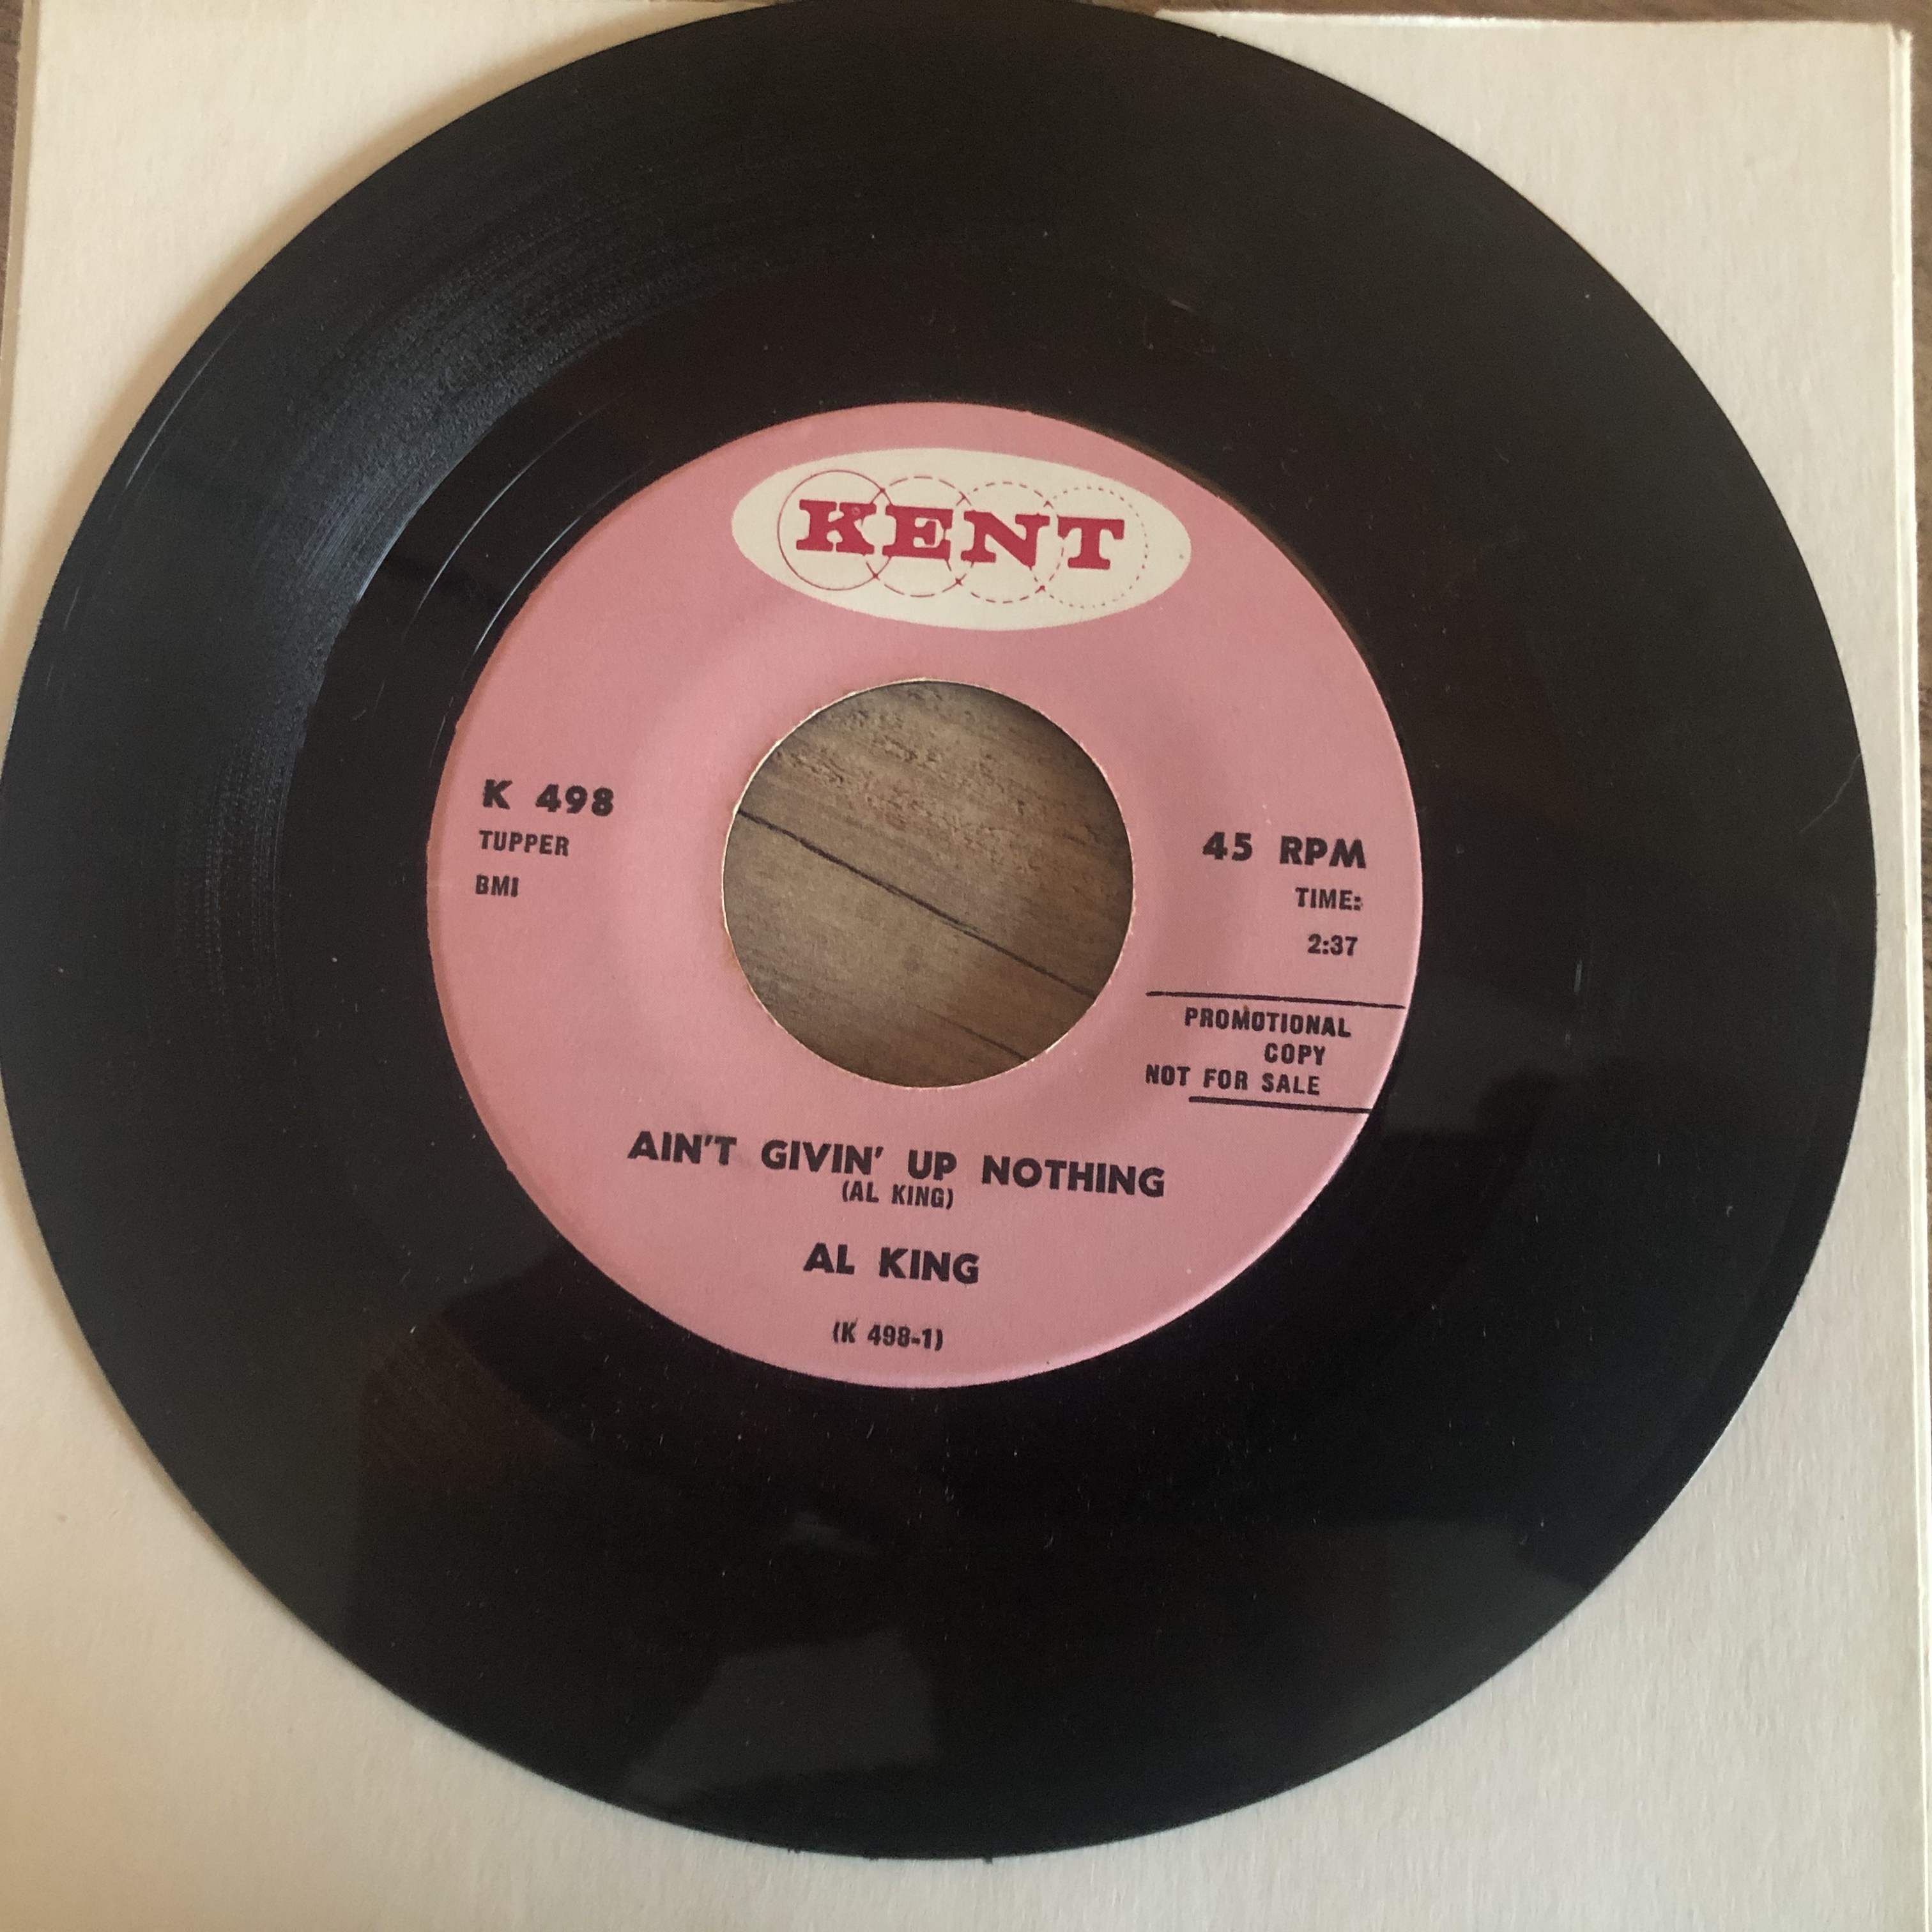 KENT
K 498
TUPPER
BMI
45 RPM
TIME:
2:37
PROMOTIONAL
COPY
NOT FOR SALE
AIN'T GIVIN' UP NOTHING
(AL KING)
AL KING
(K 498-1)